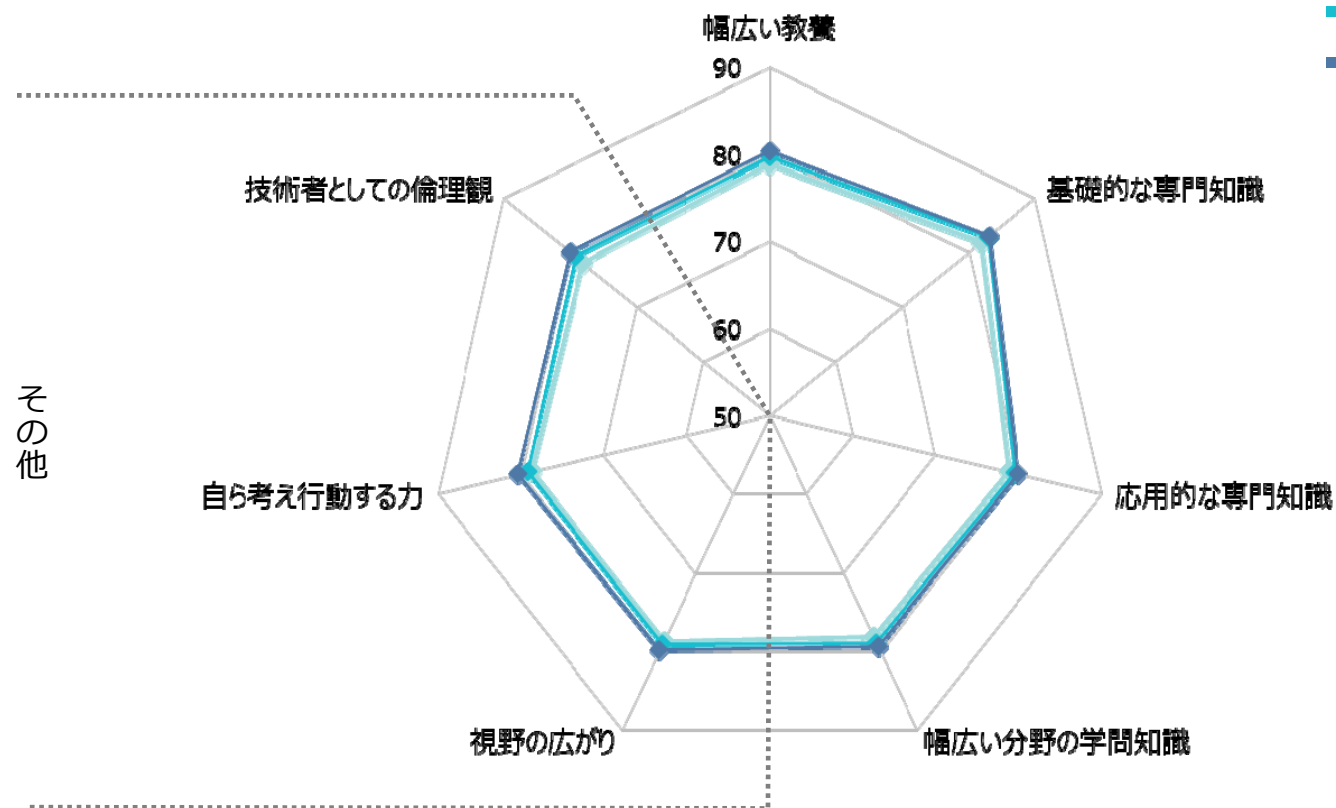 幅広い教養
90
80
70
60
50
技術者としての倫理観
基礎的な専門知識
その他
自ら考え行動する力
応用的な専門知識
視野の広がり
幅広い分野の学問知識